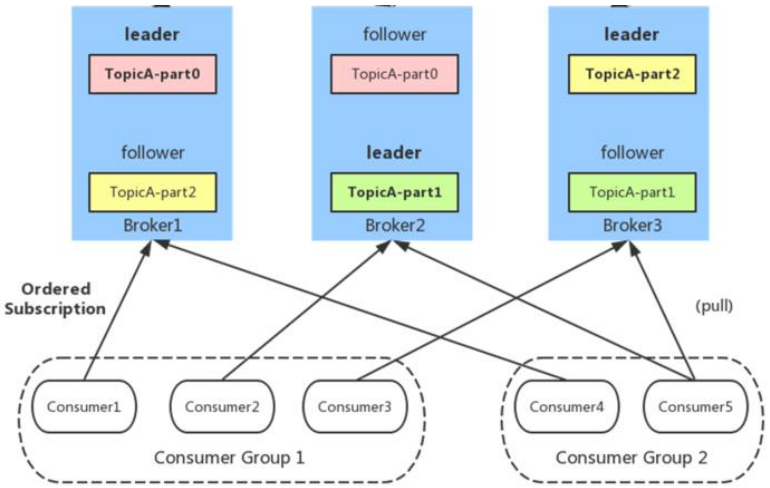 leader
TopicA-part0
follower
TopicA-part2
Broker1
follower
TopicA-part0
leader
TopicA-part1
Broker2
leader
TopicA-part2
follower
TopicA-part1
Broker3
Ordered
Subscription
(pull)
Consumer1
Consumer2
Consumer3
Consumer Group 1
Consumer4
Consumer5
Consumer Group 2